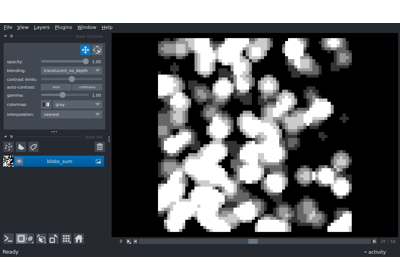 File View Layers Plugins Window Help
opacity: 1.00
blending: translucent_no_depth
contrast limits:
auto-contrast: once continuous
gamma: 1.00
colormap: gray
interpolation: nearest
blobs_sum
Ready
activity